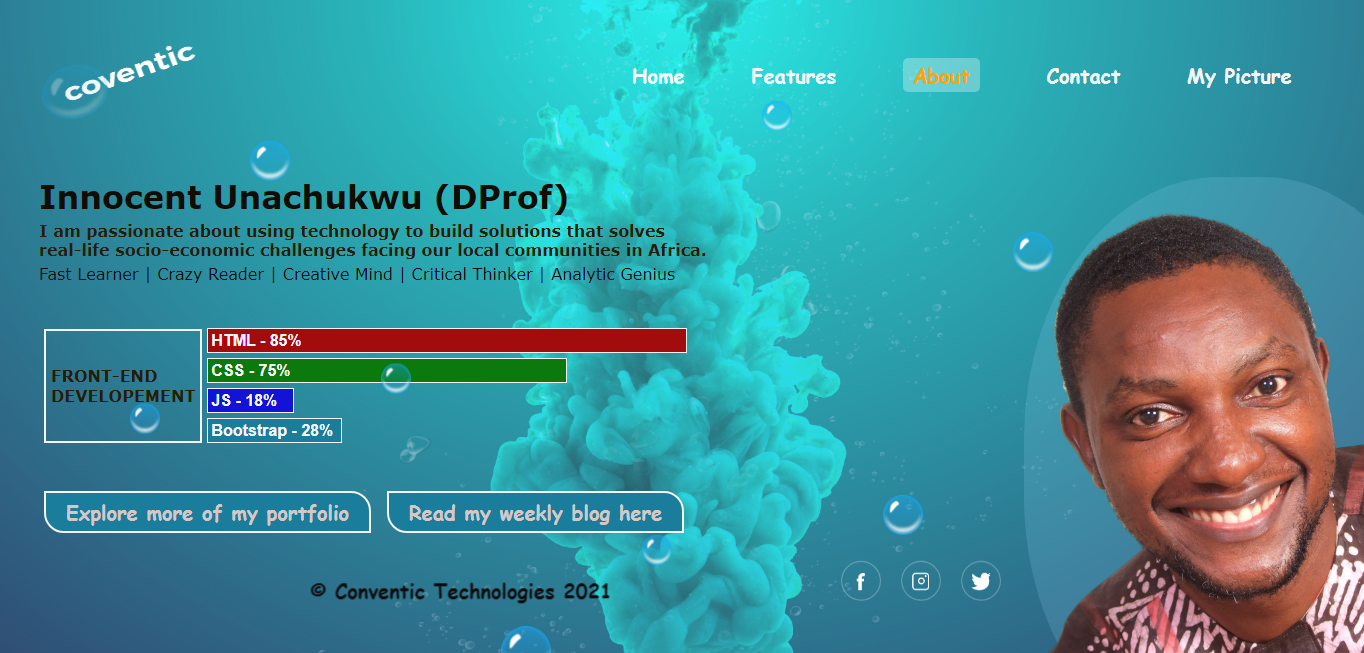 coventic
Home Features About Contact My Picture
Innocent Unachukwu (DProf)
I am passionate about using technology to build solutions that solves
real-life socio-economic challenges facing our local communities in Africa.
Fast Learner | Crazy Reader | Creative Mind | Critical Thinker | Analytic Genius
FRONT-END
DEVELOPEMENT
HTML - 85%
CSS - 75%
JS - 18%
Bootstrap - 28%
Explore more of my portfolio
Read my weekly blog here
© Conventic Technologies 2021